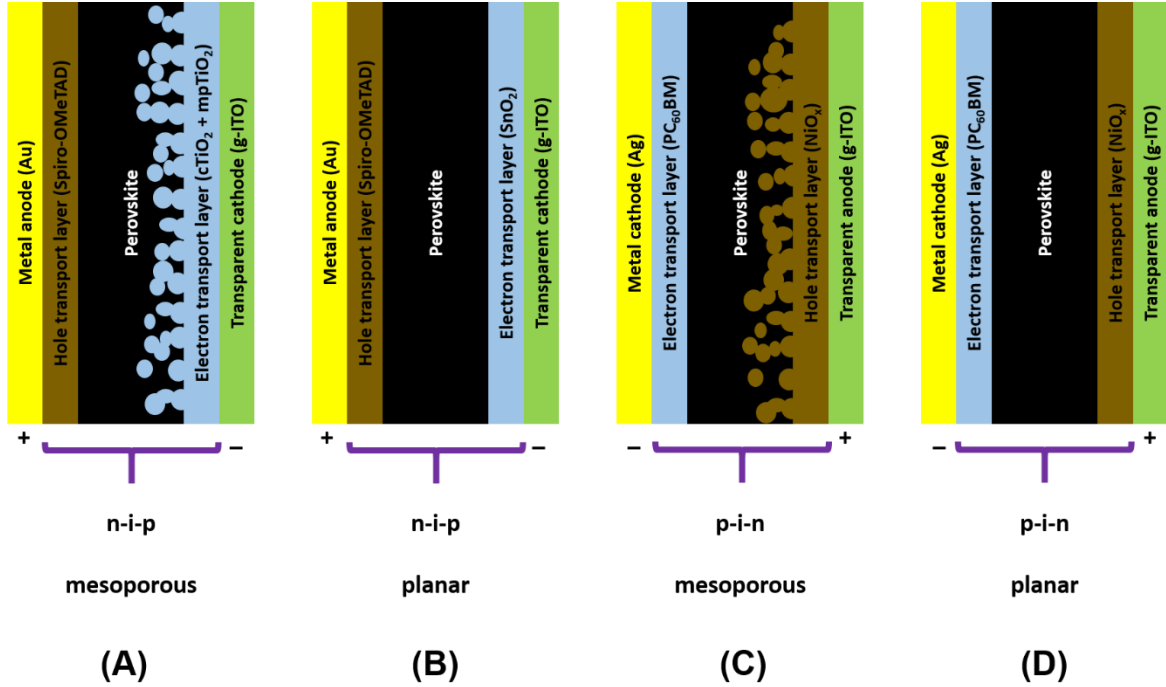 Metal anode (Au)
Hole transport layer (Spiro-OMeTAD)
Perovskite
Electron transport layer (cTiO₂ + mpTiO₂)
Transparent cathode (g-ITO)
+
–
n-i-p
mesoporous
(A)
Metal anode (Au)
Hole transport layer (Spiro-OMeTAD)
Perovskite
Electron transport layer (SnO₂)
Transparent cathode (g-ITO)
+
–
n-i-p
planar
(B)
Metal cathode (Ag)
Electron transport layer (PC₆₀BM)
Perovskite
Hole transport layer (NiOₓ)
Transparent anode (g-ITO)
–
+
p-i-n
mesoporous
(C)
Metal cathode (Ag)
Electron transport layer (PC₆₀BM)
Perovskite
Hole transport layer (NiOₓ)
Transparent anode (g-ITO)
–
+
p-i-n
planar
(D)